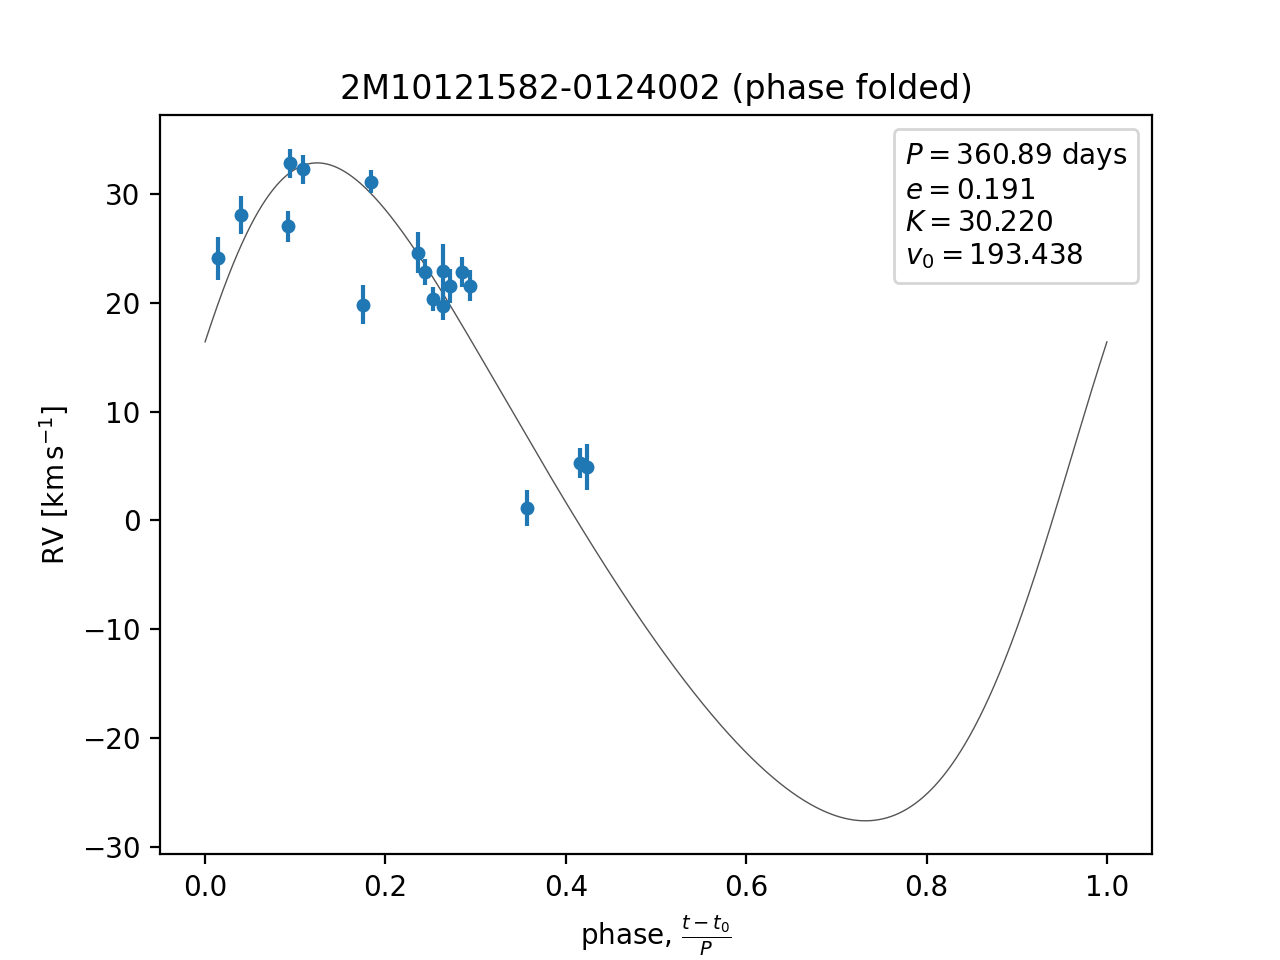 2M10121582-0124002 (phase folded)
P = 360.89 days
e = 0.191
K = 30.220
v₀ = 193.438
30
20
10
0
−10
−20
−30
RV [km s⁻¹]
0.0 0.2 0.4 0.6 0.8 1.0
phase, (t − t₀)/P